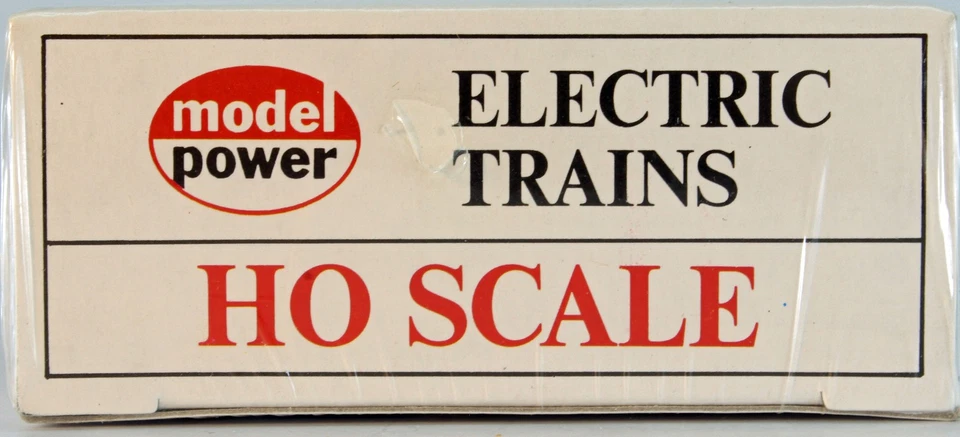 model
power
ELECTRIC
TRAINS
HO SCALE